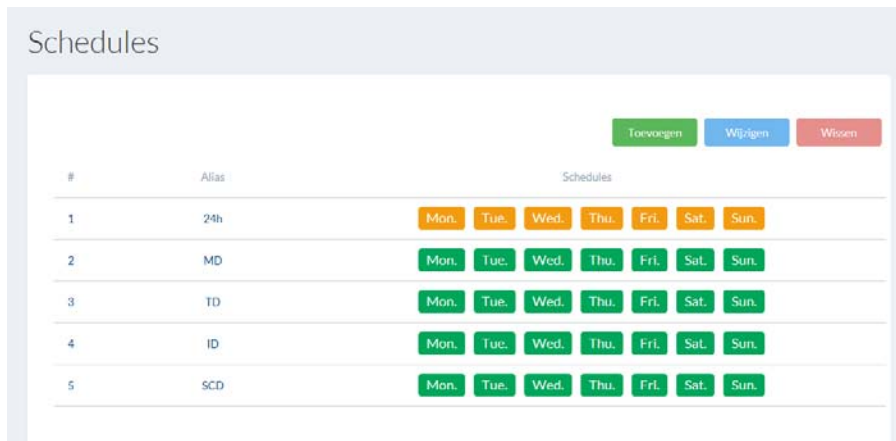 Schedules
Toevoegen Wijzigen Wissen
# Alias Schedules
1 24h Mon. Tue. Wed. Thu. Fri. Sat. Sun.
2 MD Mon. Tue. Wed. Thu. Fri. Sat. Sun.
3 TD Mon. Tue. Wed. Thu. Fri. Sat. Sun.
4 ID Mon. Tue. Wed. Thu. Fri. Sat. Sun.
5 SCD Mon. Tue. Wed. Thu. Fri. Sat. Sun.